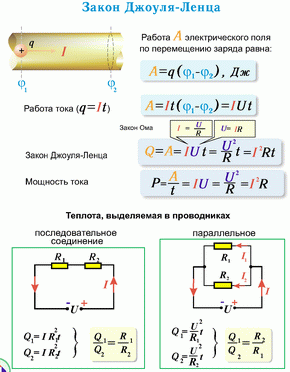 Закон Джоуля-Ленца
Работа A электрического поля
по перемещению заряда равна:
q I
φ₁ φ₂
A=q(φ₁-φ₂), Дж
Работа тока (q=It)
A=It(φ₁-φ₂)=IUt
Закон Ома
I = U/R U= IR
Закон Джоуля-Ленца
Q=A=IUt=U²/R t=I²Rt
Мощность тока
P=A/t=IU=U²/R=I²R
Теплота, выделяемая в проводниках
последовательное
соединение
R₁ R₂
I
- U +
Q₁=I R₁²t
Q₂=I R₂²t
Q₁/Q₂=R/R₁
параллельное
R₁ I₁
R₂ I₂
I
- U +
Q₁=U²/R₁ t
Q₂=U²/R₂ t
Q₁/Q₂=R₂/R₁